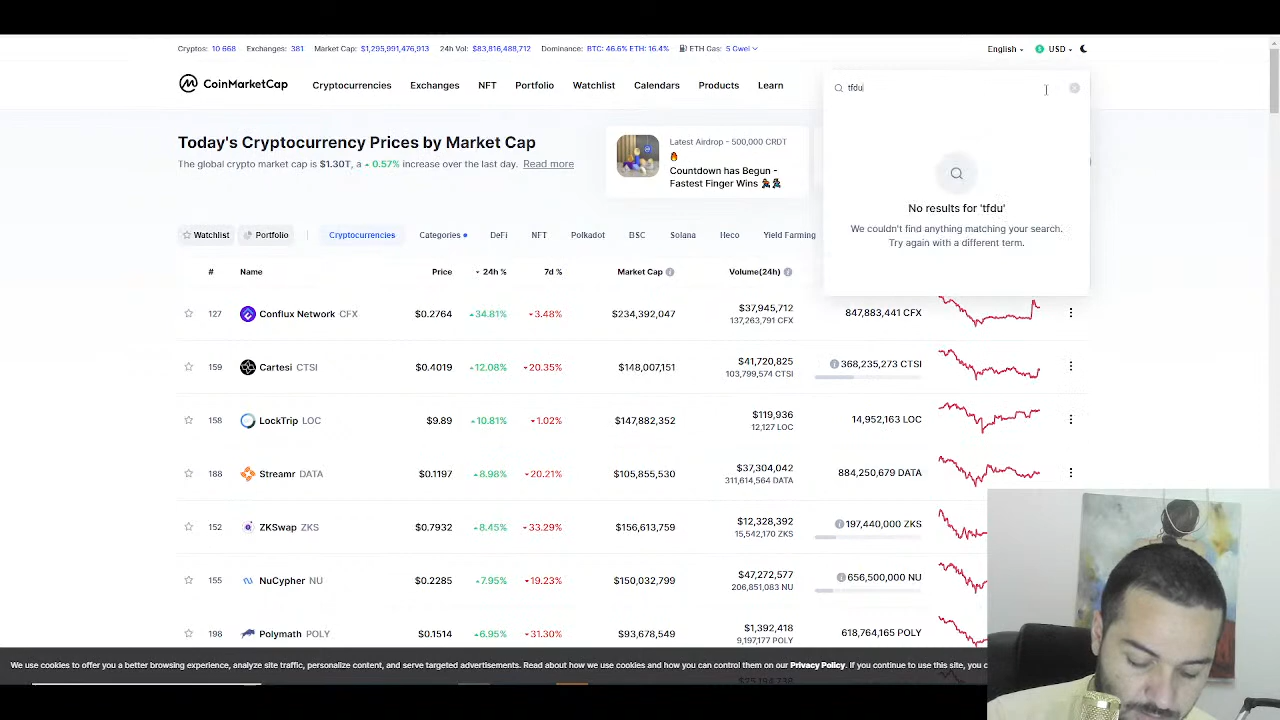 Cryptos: 10 668 Exchanges: 381 Market Cap: $1,295,991,476,913 24h Vol: $83,816,488,712 Dominance: BTC: 46.6% ETH: 16.4% ETH Gas: 5 Gwei English USD
CoinMarketCap Cryptocurrencies Exchanges NFT Portfolio Watchlist Calendars Products Learn
tfdu
No results for 'tfdu'
We couldn't find anything matching your search.
Try again with a different term.
Today's Cryptocurrency Prices by Market Cap
The global crypto market cap is $1.30T, a 0.57% increase over the last day. Read more
Latest Airdrop - 500,000 CRDT
Countdown has Begun -
Fastest Finger Wins
Watchlist Portfolio Cryptocurrencies Categories DeFi NFT Polkadot BSC Solana Heco Yield Farming
# Name Price 24h % 7d % Market Cap Volume(24h)
127 Conflux Network CFX $0.2764 34.81% 3.48% $234,392,047 $37,945,712 847,883,441 CFX
137,263,791 CFX
159 Cartesi CTSI $0.4019 12.08% 20.35% $148,007,151 $41,720,825 368,235,273 CTSI
103,799,574 CTSI
158 LockTrip LOC $9.89 10.81% 1.02% $147,882,352 $119,936 14,952,163 LOC
12,127 LOC
188 Streamr DATA $0.1197 8.98% 20.21% $105,855,530 $37,304,042 884,250,679 DATA
311,614,564 DATA
152 ZKSwap ZKS $0.7932 8.45% 33.29% $156,613,759 $12,328,392 197,440,000 ZKS
15,542,170 ZKS
155 NuCypher NU $0.2285 7.95% 19.23% $150,032,799 $47,272,577 656,500,000 NU
206,851,083 NU
198 Polymath POLY $0.1514 6.95% 31.30% $93,678,549 $1,392,418 618,764,165 POLY
9,197,177 POLY
We use cookies to offer you a better browsing experience, analyze site traffic, personalize content, and serve targeted advertisements. Read about how we use cookies and how you can control them on our Privacy Policy. If you continue to use this site, you